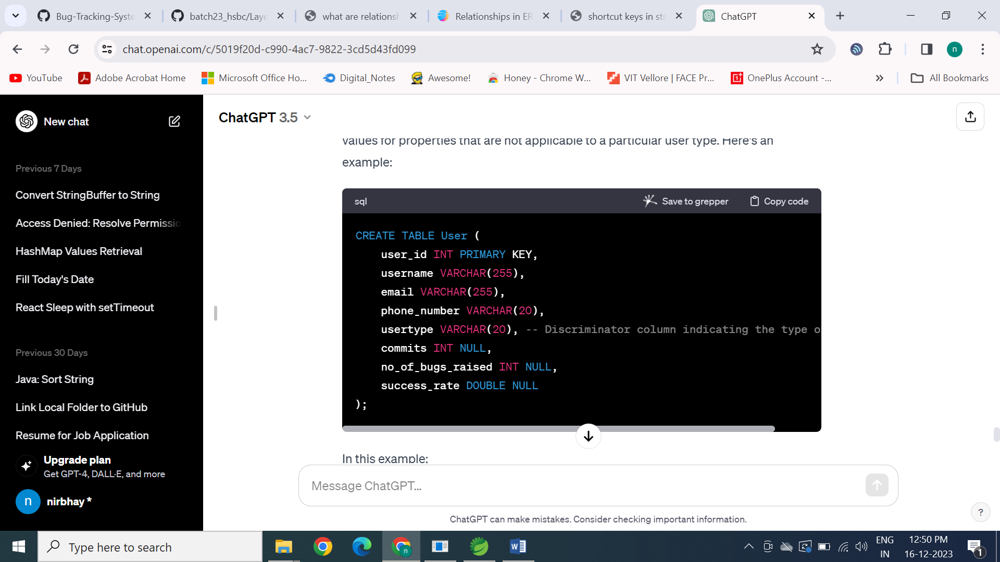 Bug-Tracking-Syste
batch23_hsbc/Laye
what are relationsh
Relationships in ER
shortcut keys in sts
ChatGPT
chat.openai.com/c/5019f20d-c990-4ac7-9822-3cd5d43fd099
n
YouTube
Adobe Acrobat Home
Microsoft Office Ho...
Digital_Notes
Awesome!
Honey - Chrome W...
VIT Vellore | FACE Pr...
OnePlus Account -...
All Bookmarks
New chat
Previous 7 Days
Convert StringBuffer to String
Access Denied: Resolve Permissio
HashMap Values Retrieval
Fill Today's Date
React Sleep with setTimeout
Previous 30 Days
Java: Sort String
Link Local Folder to GitHub
Resume for Job Application
Upgrade plan
Get GPT-4, DALL·E, and more
n
nirbhay *
ChatGPT 3.5
values for properties that are not applicable to a particular user type. Here's an
example:
sql
Save to grepper
Copy code
CREATE TABLE User (
user_id INT PRIMARY KEY,
username VARCHAR(255),
email VARCHAR(255),
phone_number VARCHAR(20),
usertype VARCHAR(20), -- Discriminator column indicating the type o
commits INT NULL,
no_of_bugs_raised INT NULL,
success_rate DOUBLE NULL
);
In this example:
Message ChatGPT...
ChatGPT can make mistakes. Consider checking important information.
?
Type here to search
n
W
ENG
IN
12:50 PM
16-12-2023
1